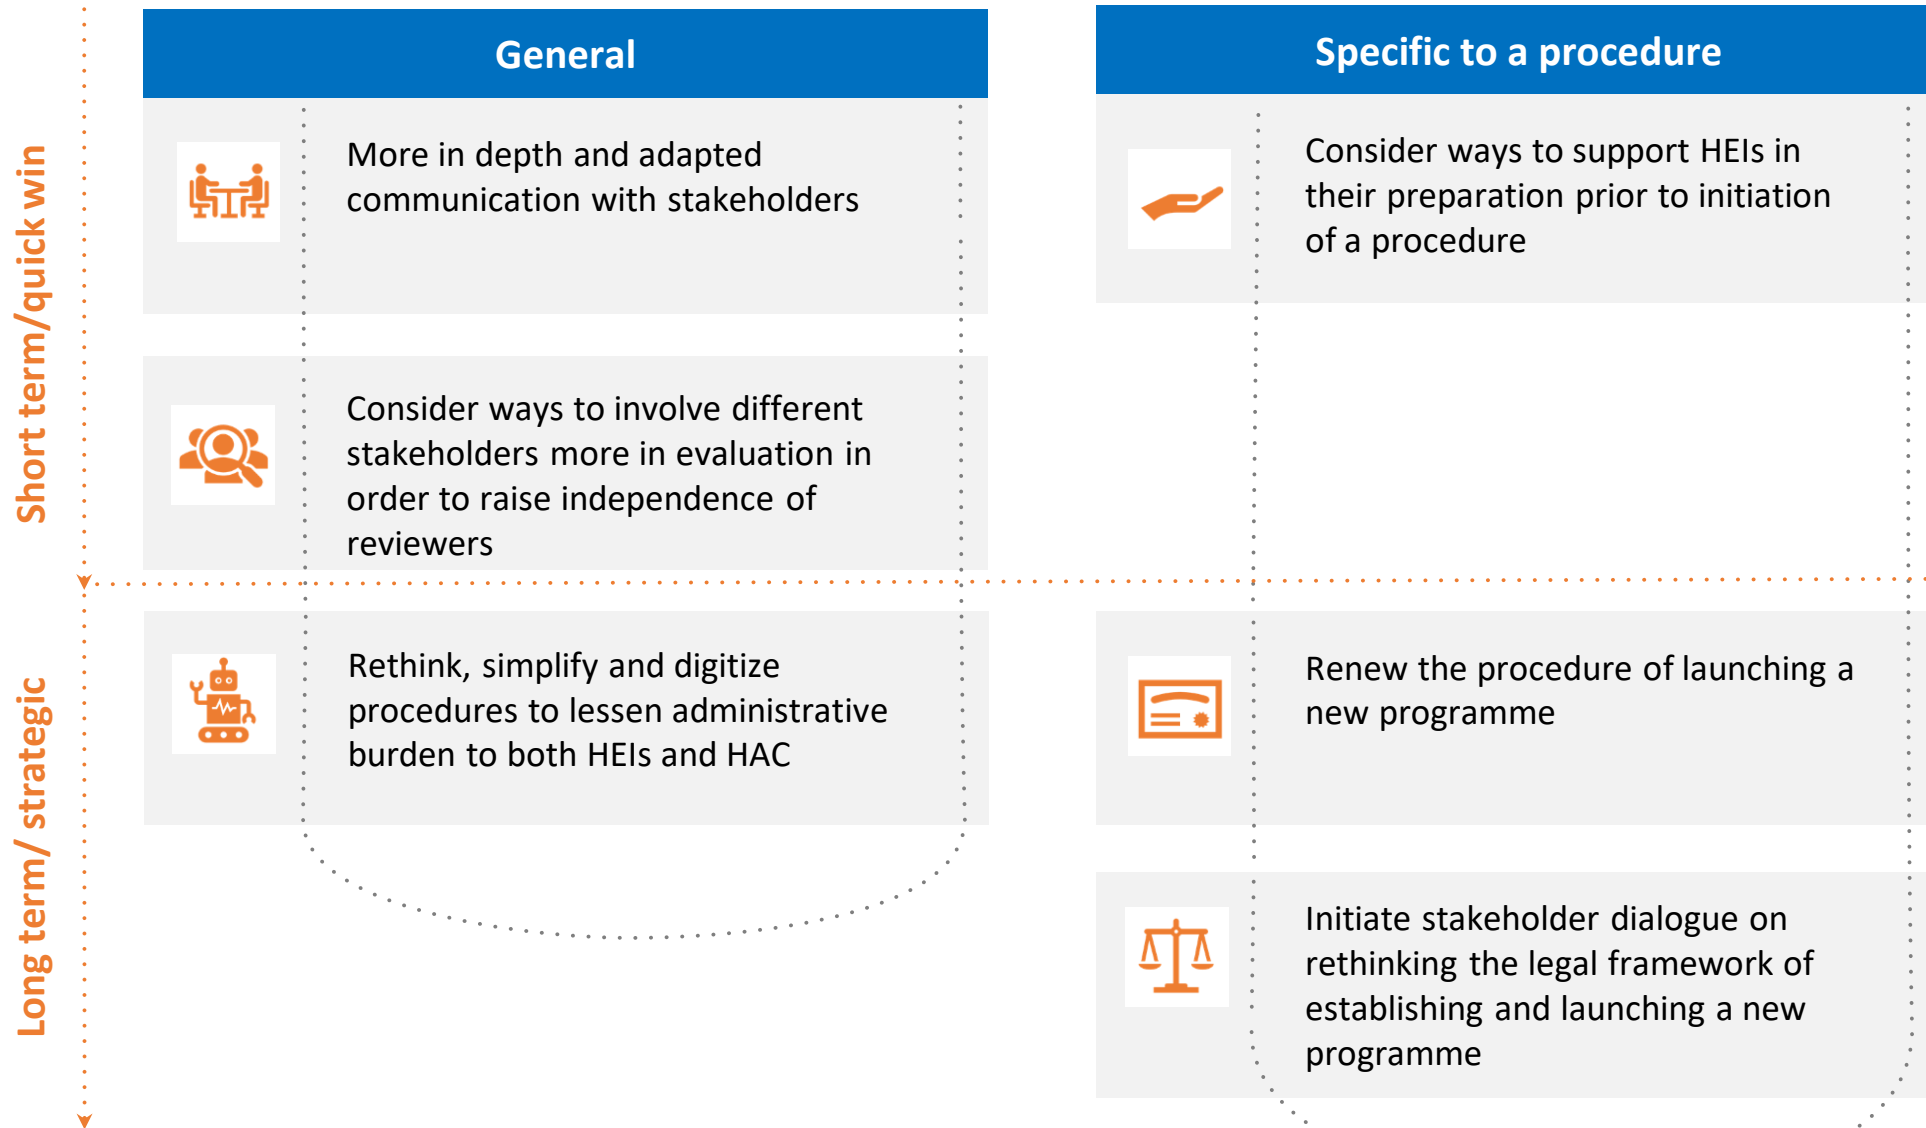 General
Specific to a procedure
Short term/quick win
More in depth and adapted
communication with stakeholders
Consider ways to support HEIs in
their preparation prior to initiation
of a procedure
Consider ways to involve different
stakeholders more in evaluation in
order to raise independence of
reviewers
Long term/ strategic
Rethink, simplify and digitize
procedures to lessen administrative
burden to both HEIs and HAC
Renew the procedure of launching a
new programme
Initiate stakeholder dialogue on
rethinking the legal framework of
establishing and launching a new
programme